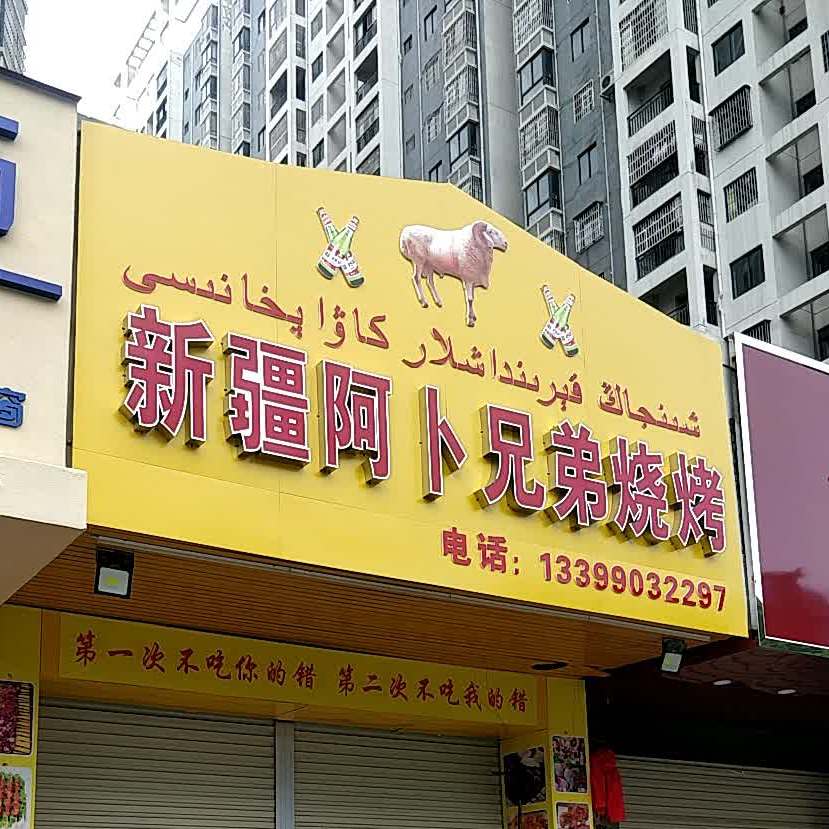 شىنجاڭ قېرىنداشلار كاۋاپخانىسى
新疆阿卜兄弟烧烤
电话：13399032297
第一次不吃你的错 第二次不吃我的错
窗